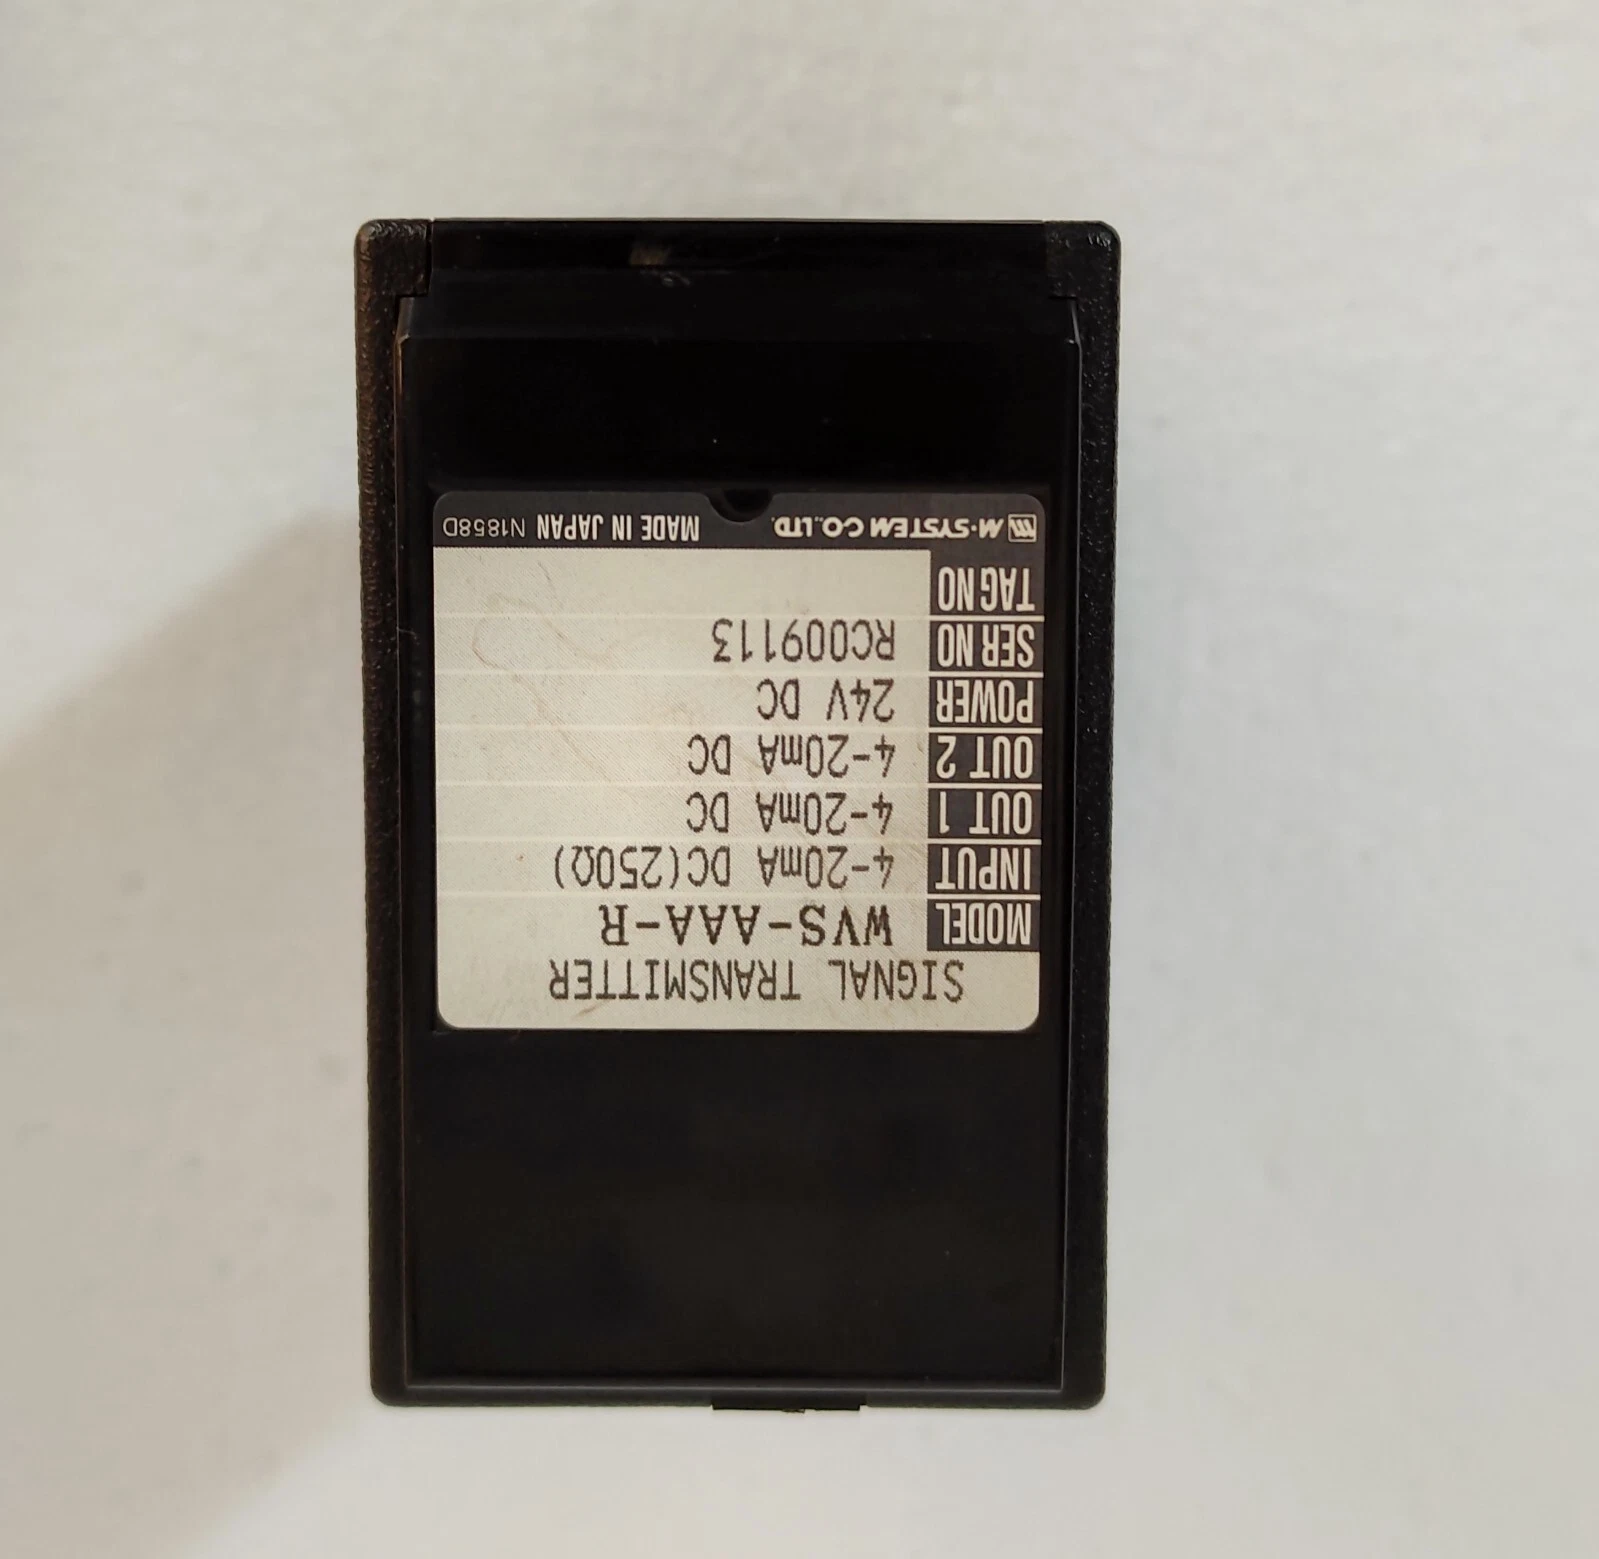 SIGNAL TRANSMITTER
MODEL WVS-AAA-R
INPUT 4-20mA DC(250Ω)
OUT 1 4-20mA DC
OUT 2 4-20mA DC
POWER 24V DC
SER NO RC009113
TAG NO
M-SYSTEM CO.,LTD. MADE IN JAPAN N1858D